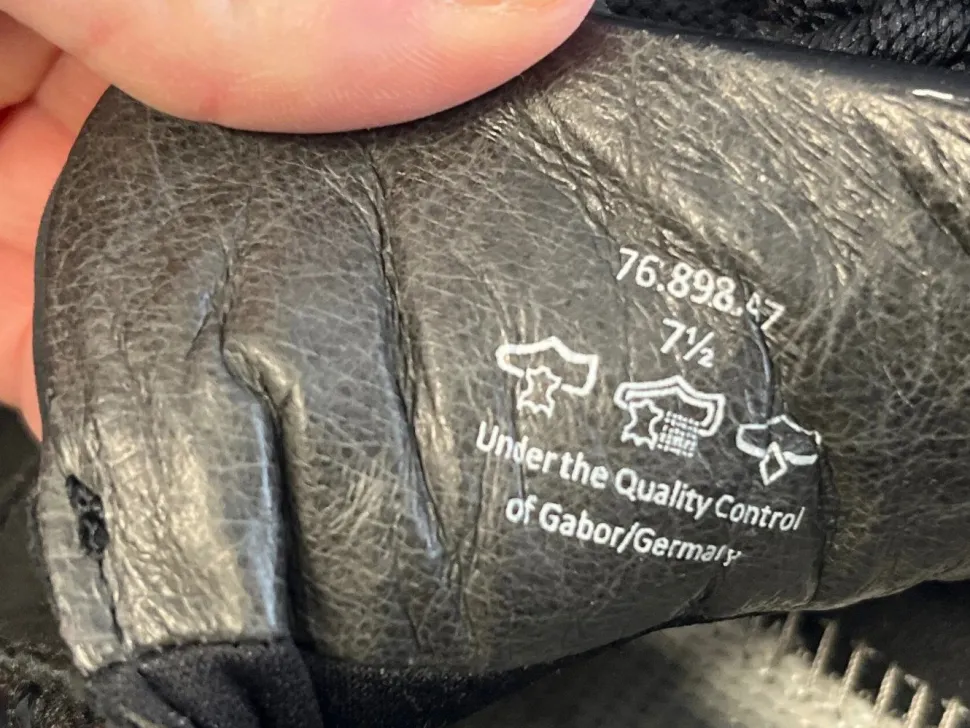 76.898.47
7½
Under the Quality Control
of Gabor/Germany